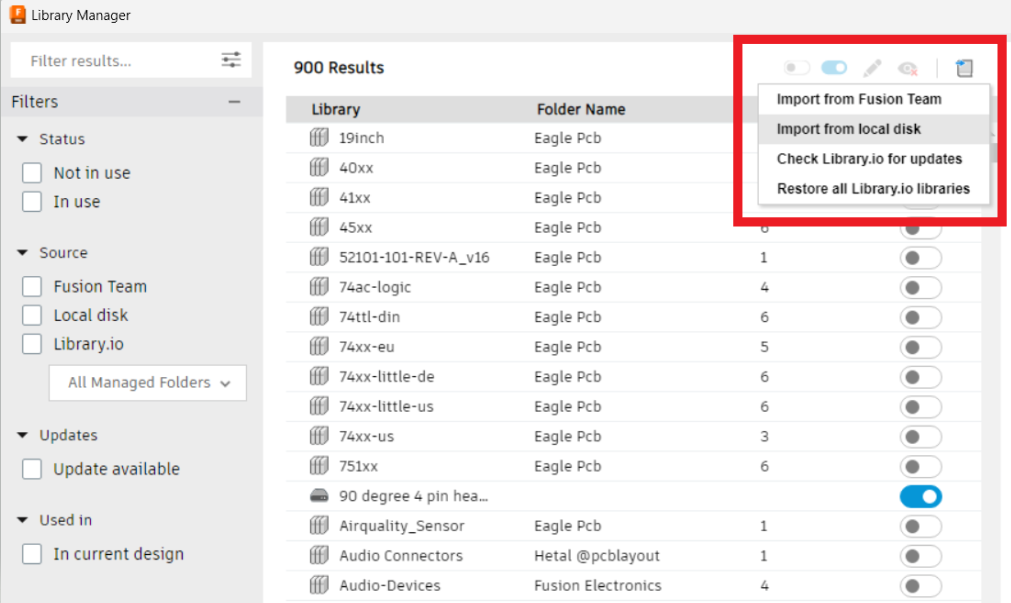 Library Manager
Filter results...
Filters
Status
Not in use
In use
Source
Fusion Team
Local disk
Library.io
All Managed Folders
Updates
Update available
Used in
In current design
900 Results
Import from Fusion Team
Import from local disk
Check Library.io for updates
Restore all Library.io libraries
Library Folder Name
19inch Eagle Pcb
40xx Eagle Pcb
41xx Eagle Pcb
45xx Eagle Pcb 6
52101-101-REV-A_v16 Eagle Pcb 1
74ac-logic Eagle Pcb 4
74ttl-din Eagle Pcb 6
74xx-eu Eagle Pcb 5
74xx-little-de Eagle Pcb 6
74xx-little-us Eagle Pcb 6
74xx-us Eagle Pcb 3
751xx Eagle Pcb 6
90 degree 4 pin hea...
Airquality_Sensor Eagle Pcb 1
Audio Connectors Hetal @pcblayout 1
Audio-Devices Fusion Electronics 4